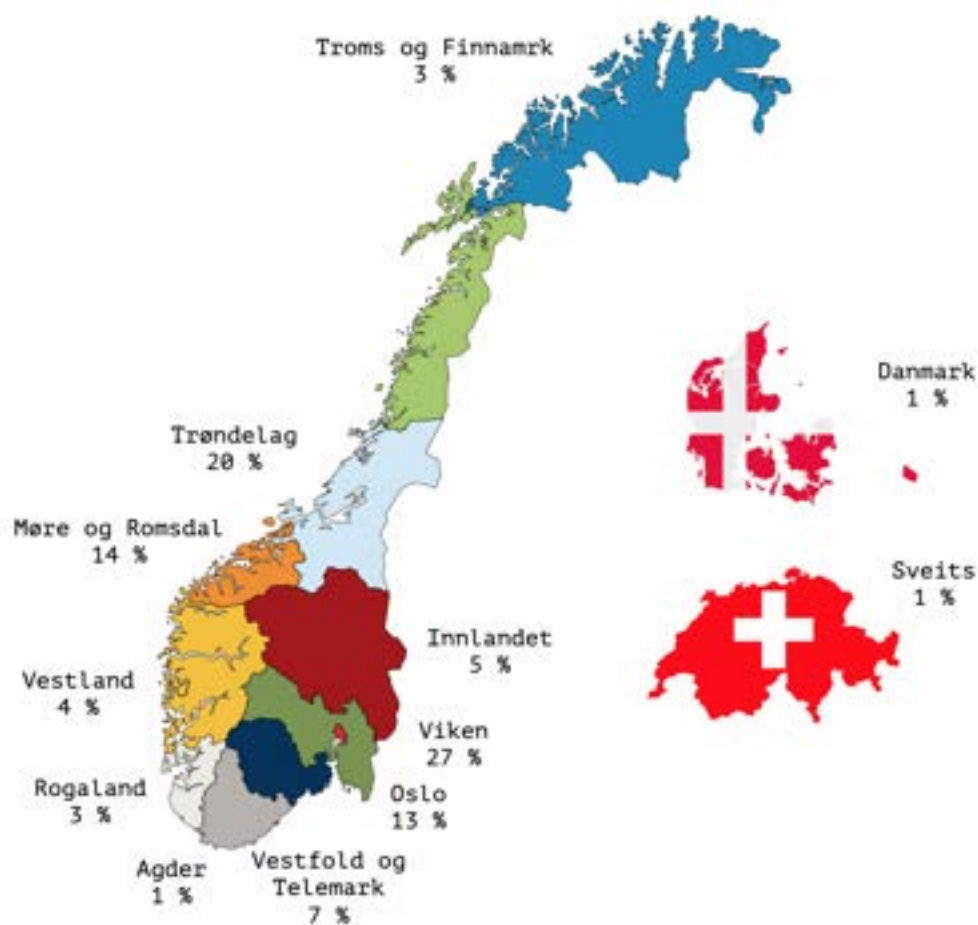 Troms og Finnamrk
3 %
Danmark
1 %
Trøndelag
20 %
Møre og Romsdal
14 %
Sveits
1 %
Innlandet
5 %
Vestland
4 %
Viken
27 %
Rogaland
3 %
Oslo
13 %
Agder
1 %
Vestfold og
Telemark
7 %